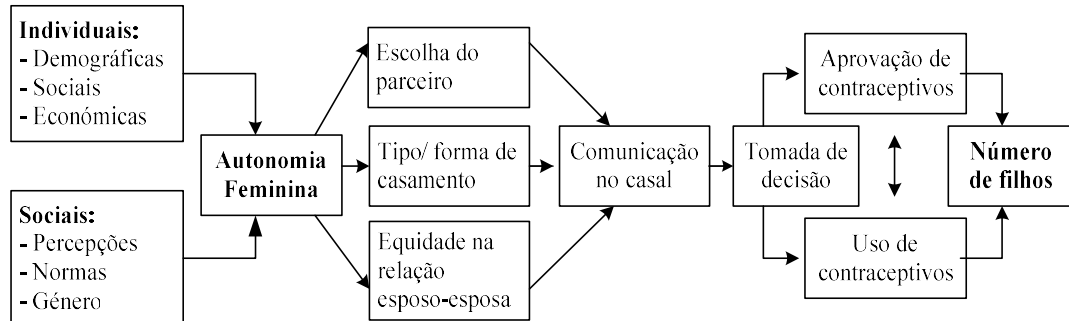 Individuais:
- Demográficas
- Sociais
- Económicas
Sociais:
- Percepções
- Normas
- Género
Autonomia
Feminina
Escolha do
parceiro
Tipo/ forma de
casamento
Equidade na
relação
esposo-esposa
Comunicação
no casal
Tomada de
decisão
Aprovação de
contraceptivos
Uso de
contraceptivos
Número
de filhos